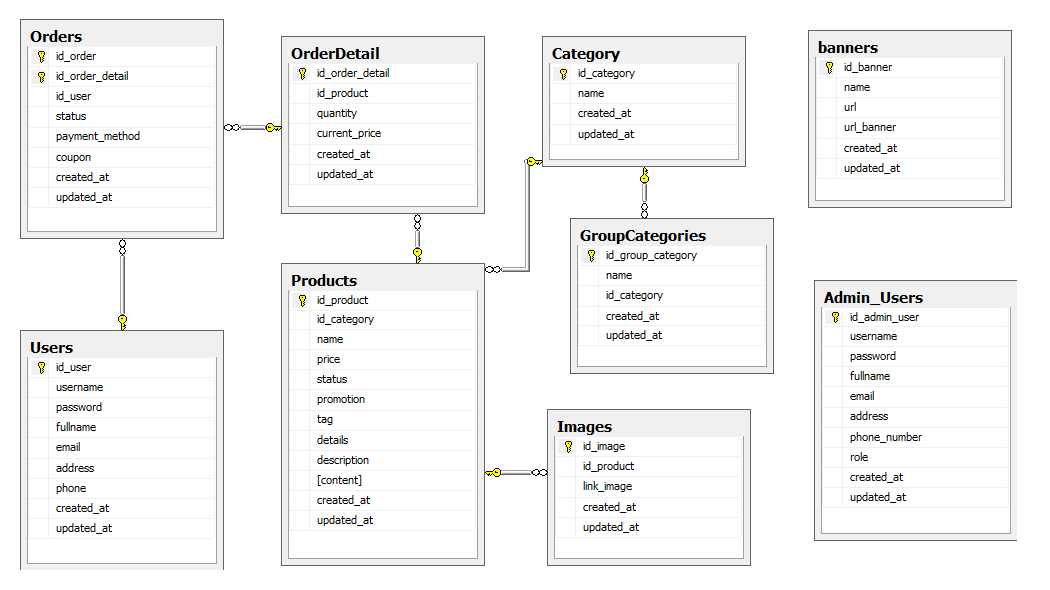 Orders
id_order
id_order_detail
id_user
status
payment_method
coupon
created_at
updated_at
OrderDetail
id_order_detail
id_product
quantity
current_price
created_at
updated_at
Category
id_category
name
created_at
updated_at
banners
id_banner
name
url
url_banner
created_at
updated_at
GroupCategories
id_group_category
name
id_category
created_at
updated_at
Users
id_user
username
password
fullname
email
address
phone
created_at
updated_at
Products
id_product
id_category
name
price
status
promotion
tag
details
description
[content]
created_at
updated_at
Images
id_image
id_product
link_image
created_at
updated_at
Admin_Users
id_admin_user
username
password
fullname
email
address
phone_number
role
created_at
updated_at